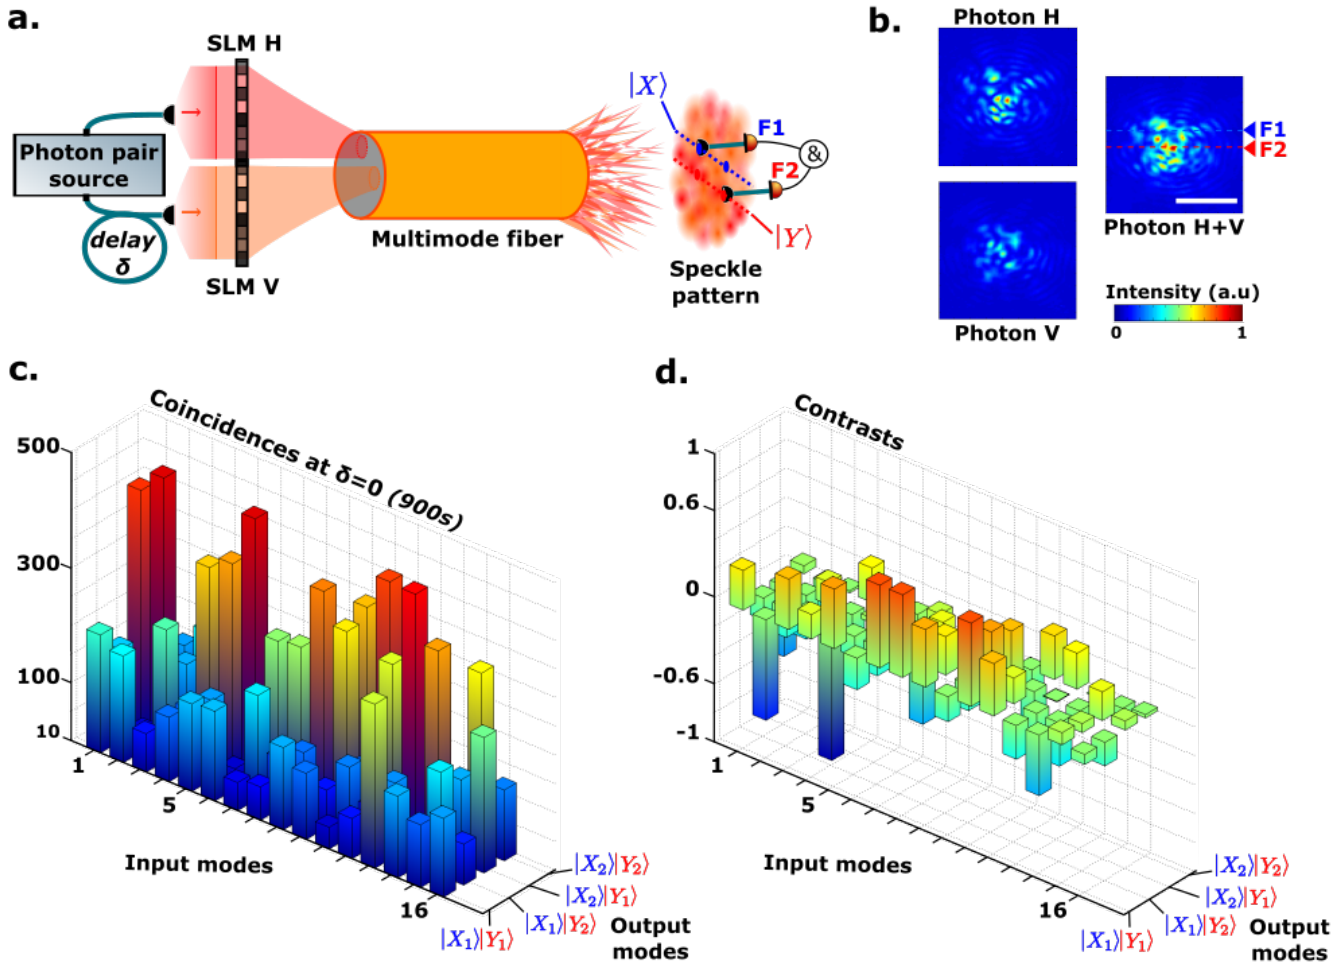 a.
SLM H
Photon pair
source
delay
δ
SLM V
Multimode fiber
|X⟩
F1
F2
&
|Y⟩
Speckle
pattern
b.
Photon H
Photon V
F1
F2
Photon H+V
Intensity (a.u)
0 1
c.
Coincidences at δ=0 (900s)
500
300
100
10
1
5
16
Input modes
|X₂⟩|Y₂⟩
|X₂⟩|Y₁⟩
|X₁⟩|Y₂⟩
|X₁⟩|Y₁⟩
Output
modes
d.
Contrasts
1
0.6
0
-0.6
-1
1
5
16
Input modes
|X₂⟩|Y₂⟩
|X₂⟩|Y₁⟩
|X₁⟩|Y₂⟩
|X₁⟩|Y₁⟩
Output
modes